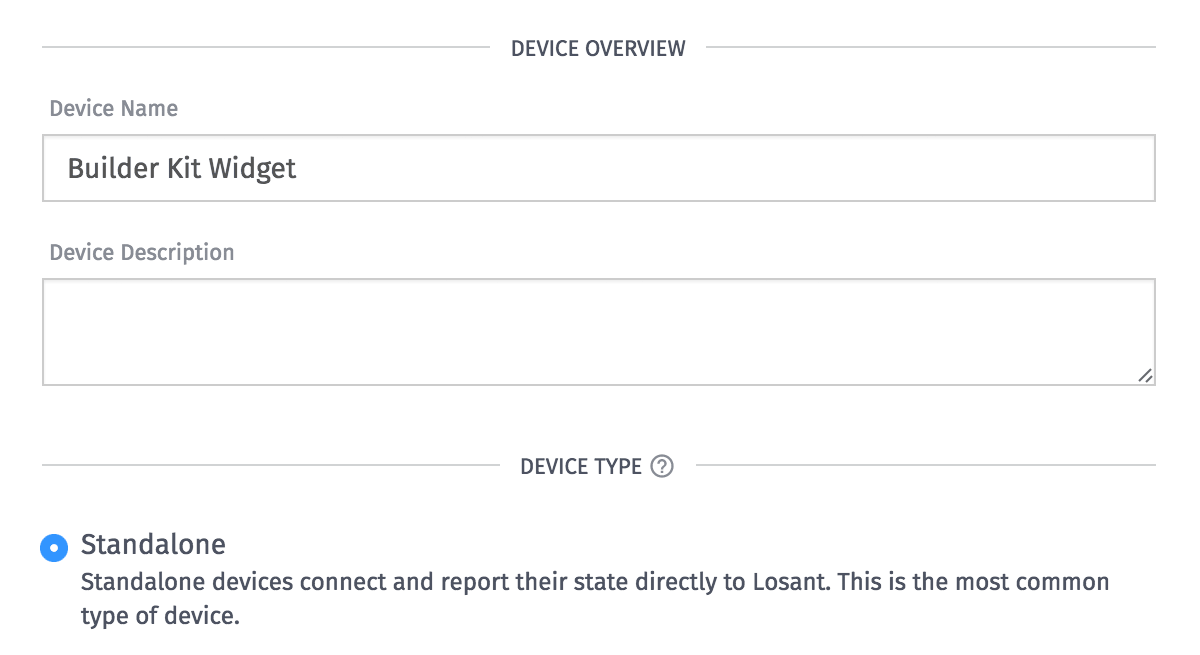 DEVICE OVERVIEW
Device Name
Builder Kit Widget
Device Description
DEVICE TYPE ?
Standalone
Standalone devices connect and report their state directly to Losant. This is the most common
type of device.